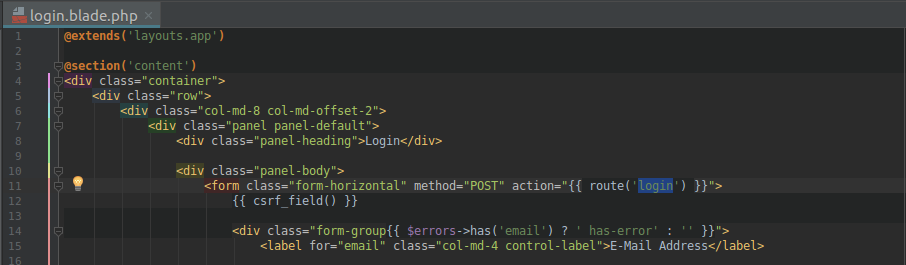 login.blade.php
1 @extends('layouts.app')
2
3 @section('content')
4 <div class="container">
5 <div class="row">
6 <div class="col-md-8 col-md-offset-2">
7 <div class="panel panel-default">
8 <div class="panel-heading">Login</div>
9
10 <div class="panel-body">
11 <form class="form-horizontal" method="POST" action="{{ route('login') }}">
12 {{ csrf_field() }}
13
14 <div class="form-group{{ $errors->has('email') ? ' has-error' : '' }}">
15 <label for="email" class="col-md-4 control-label">E-Mail Address</label>
16